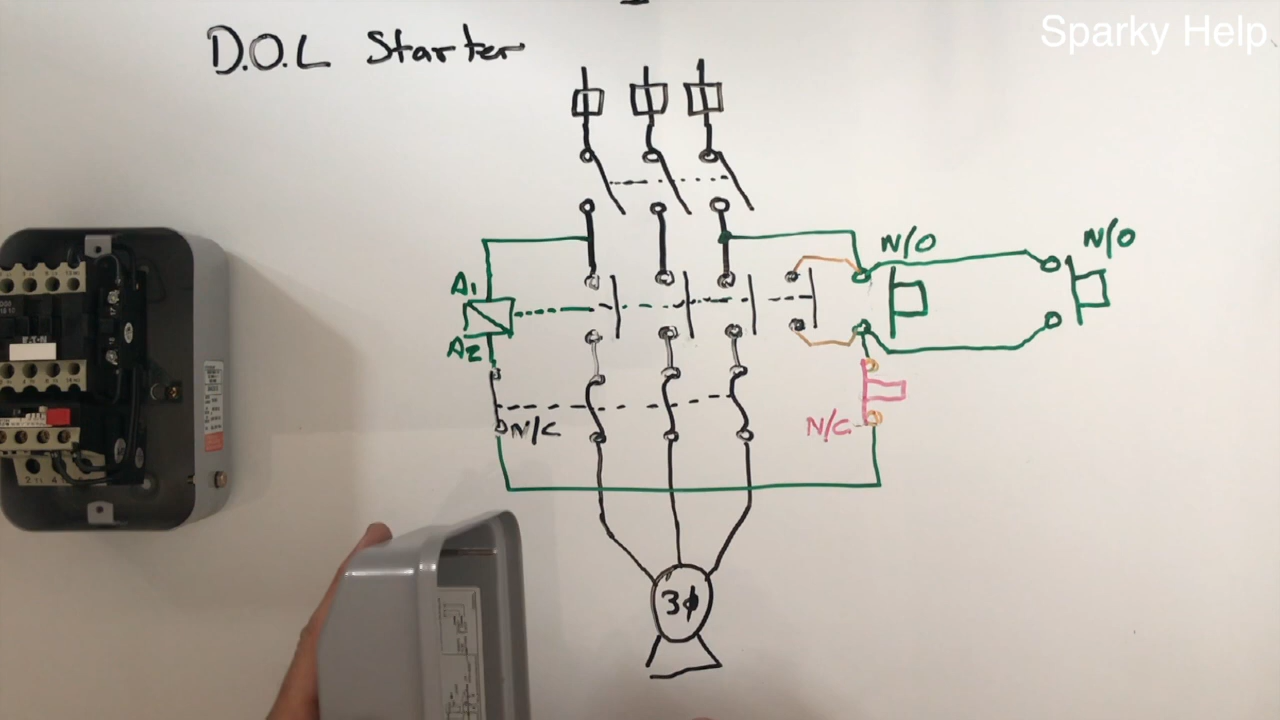 D.O.L Starter
Sparky Help
N/O
N/O
A1
A2
N/C
N/C
3ϕ